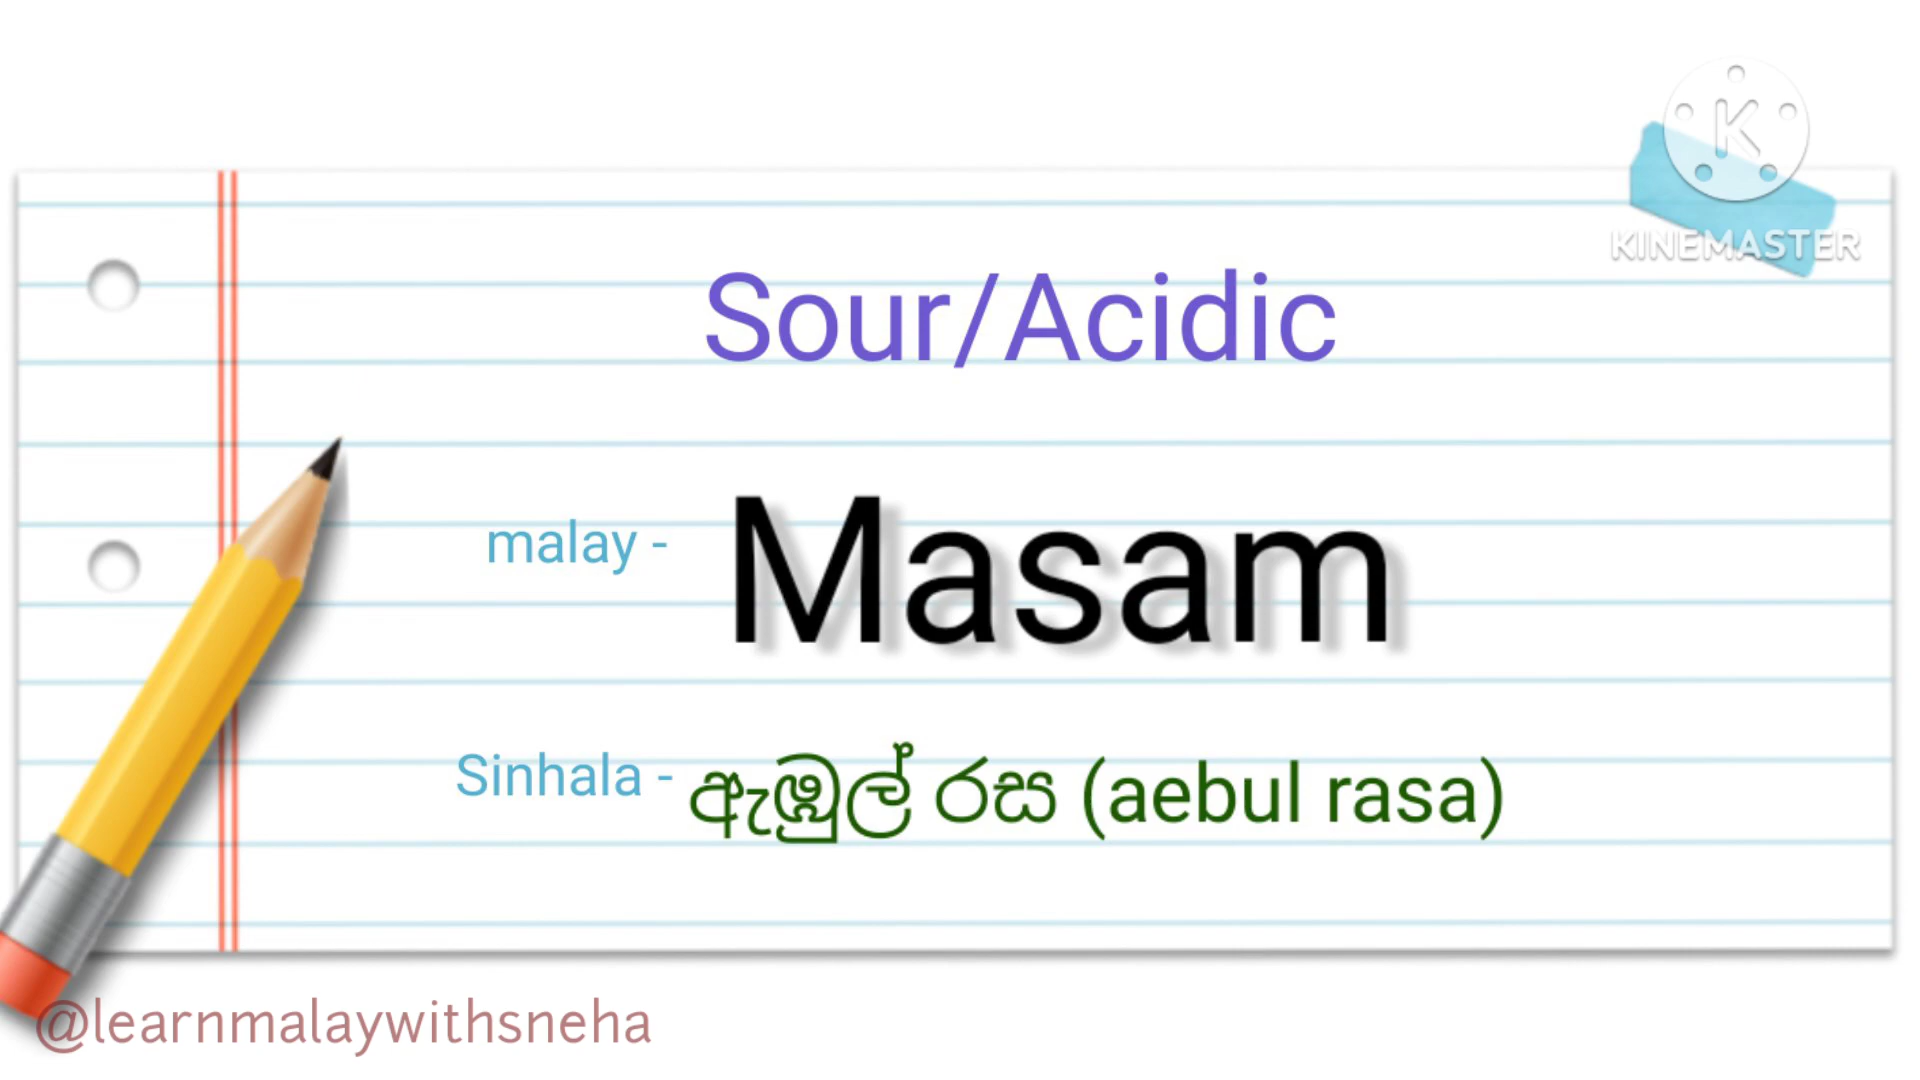 K
KINEMASTER
Sour/Acidic
malay - Masam
Sinhala - ඇඹුල් රස (aebul rasa)
@learnmalaywithsneha